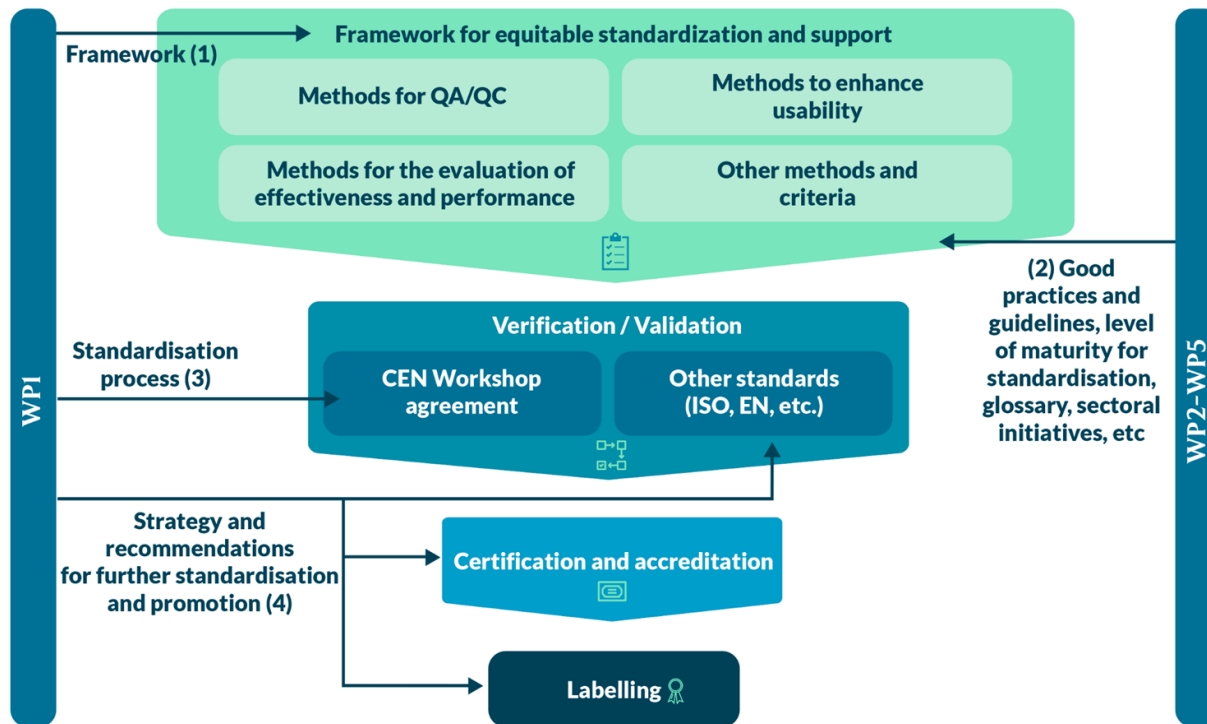 Framework for equitable standardization and support
Framework (1)
Methods for QA/QC
Methods to enhance
usability
Methods for the evaluation of
effectiveness and performance
Other methods and
criteria
(2) Good
practices and
guidelines, level
of maturity for
standardisation,
glossary, sectoral
initiatives, etc
Verification / Validation
Standardisation
process (3)
CEN Workshop
agreement
Other standards
(ISO, EN, etc.)
WP1
WP2–WP5
Strategy and
recommendations
for further standardisation
and promotion (4)
Certification and accreditation
Labelling